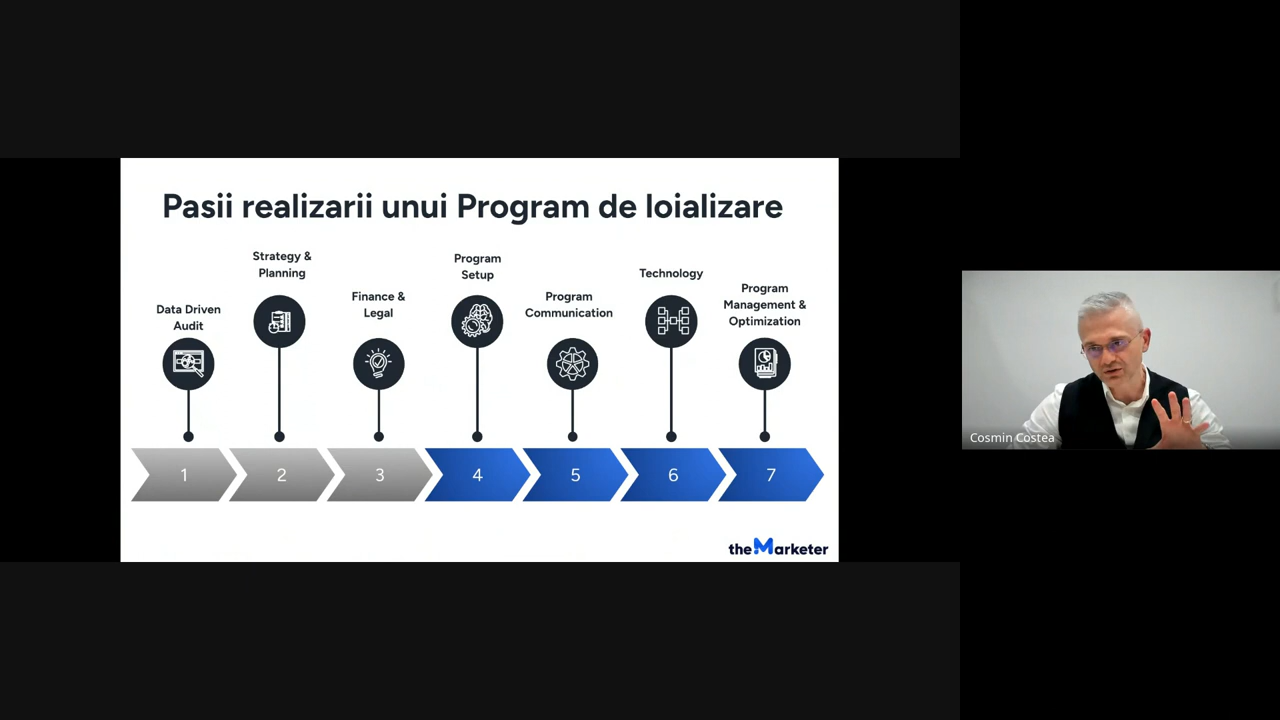 Pasii realizarii unui Program de loializare
Data Driven
Audit
Strategy &
Planning
Finance &
Legal
Program
Setup
Program
Communication
Technology
Program
Management &
Optimization
1
2
3
4
5
6
7
theMarketer
Cosmin Costea